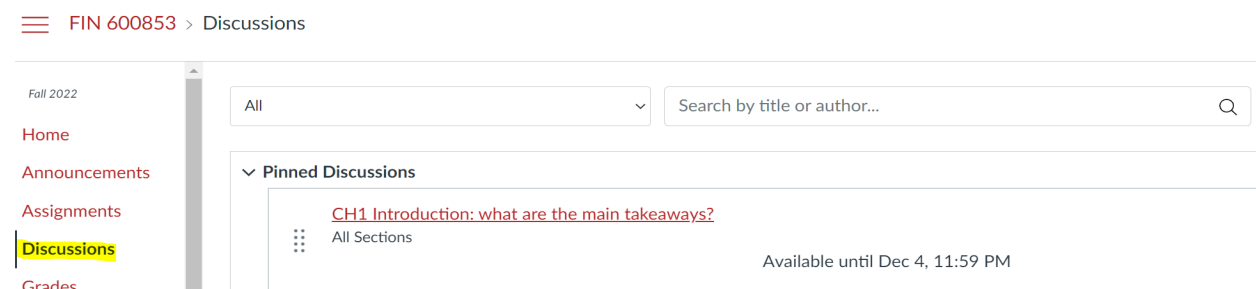 FIN 600853 > Discussions
Fall 2022
Home
Announcements
Assignments
Discussions
Grades
All
Search by title or author...
Pinned Discussions
CH1 Introduction: what are the main takeaways?
All Sections
Available until Dec 4, 11:59 PM